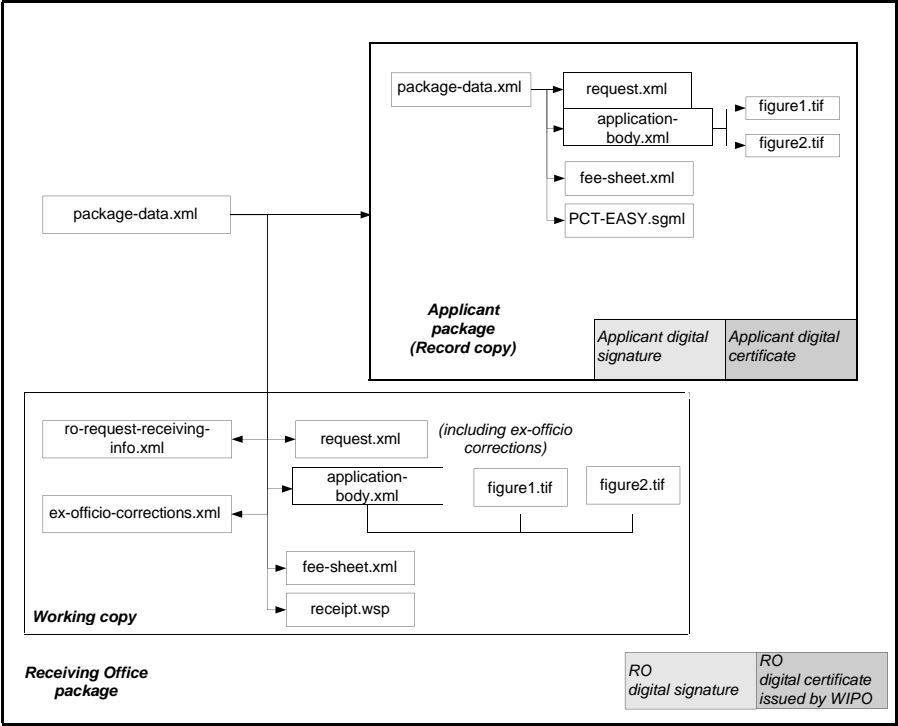 package-data.xml
request.xml
application-
body.xml
figure1.tif
figure2.tif
fee-sheet.xml
PCT-EASY.sgml
package-data.xml
Applicant
package
(Record copy)
Applicant digital
signature
Applicant digital
certificate
ro-request-receiving-
info.xml
request.xml
(including ex-officio
corrections)
application-
body.xml
figure1.tif
figure2.tif
ex-officio-corrections.xml
fee-sheet.xml
receipt.wsp
Working copy
Receiving Office
package
RO
digital signature
RO
digital certificate
issued by WIPO